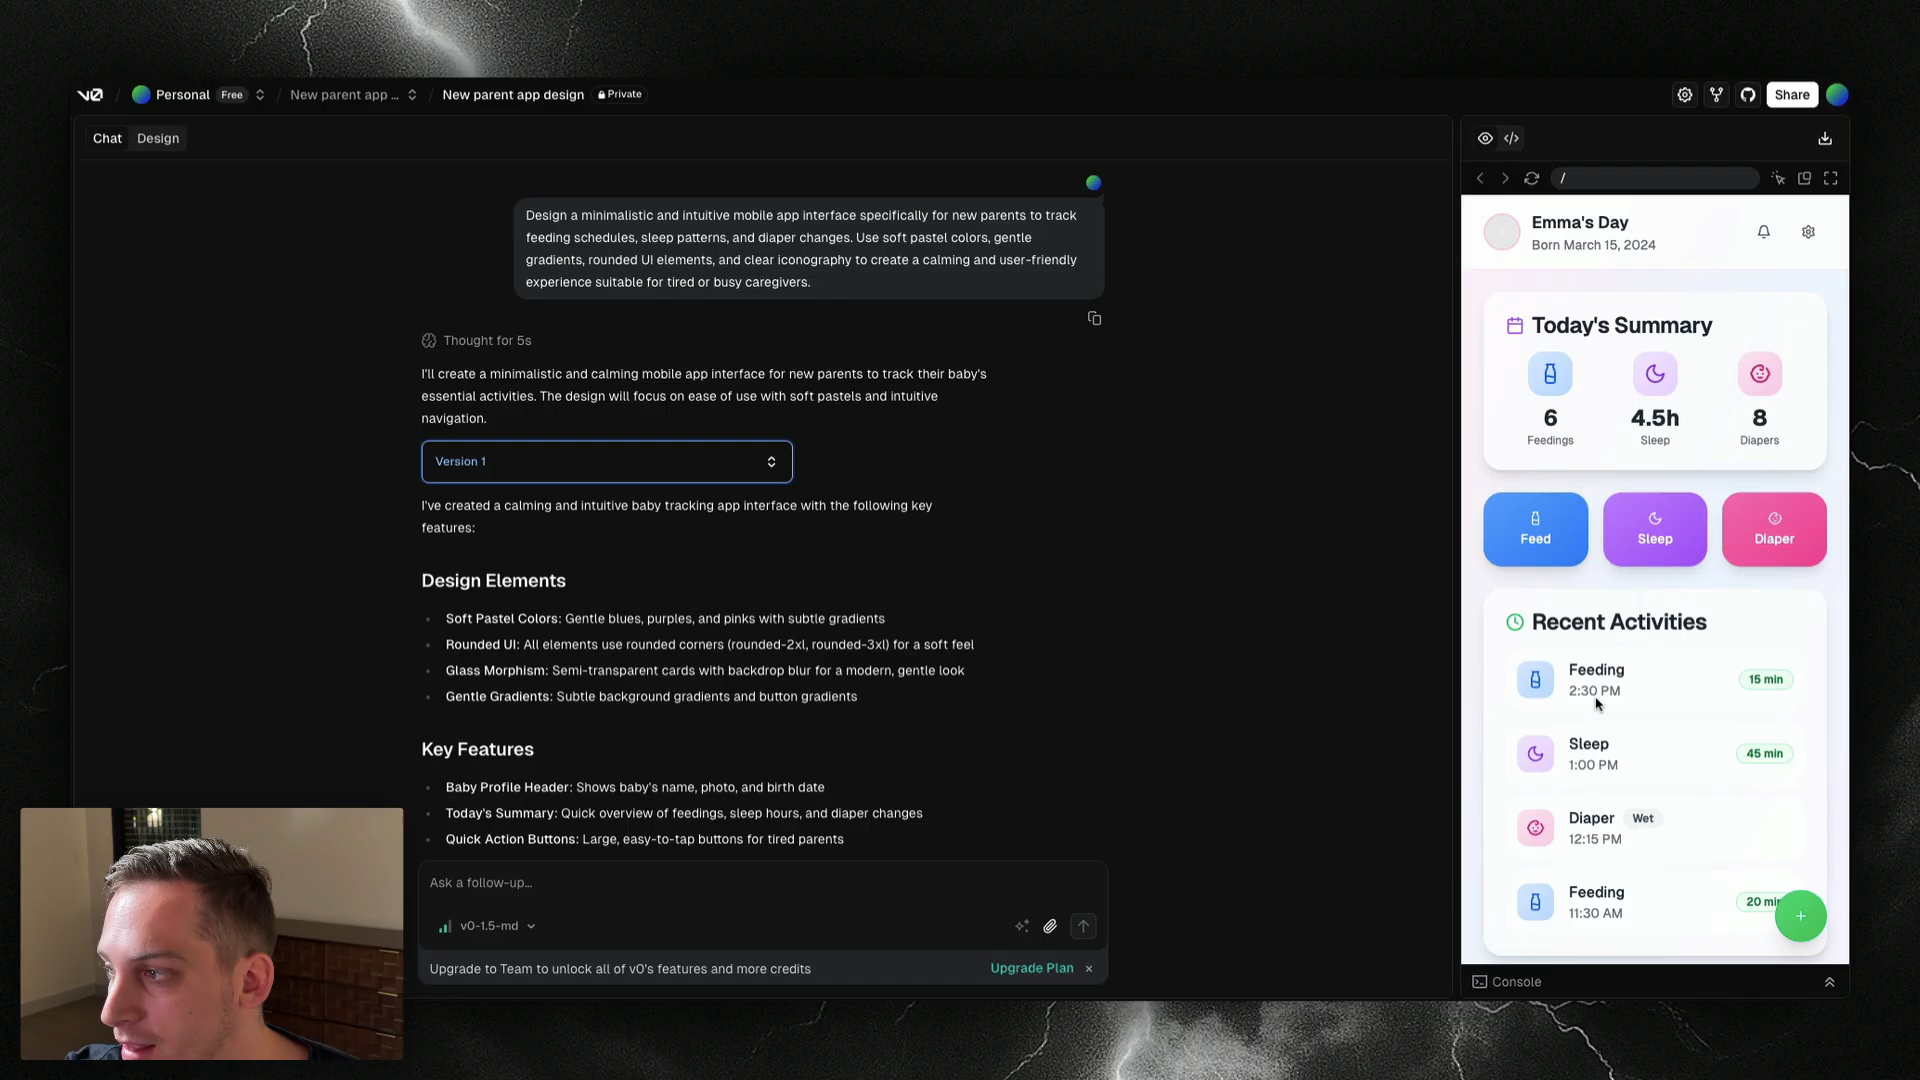 v0
Personal Free
New parent app ...
New parent app design Private
Share
Chat Design
Design a minimalistic and intuitive mobile app interface specifically for new parents to track
feeding schedules, sleep patterns, and diaper changes. Use soft pastel colors, gentle
gradients, rounded UI elements, and clear iconography to create a calming and user-friendly
experience suitable for tired or busy caregivers.
Thought for 5s
I'll create a minimalistic and calming mobile app interface for new parents to track their baby's
essential activities. The design will focus on ease of use with soft pastels and intuitive
navigation.
Version 1
I've created a calming and intuitive baby tracking app interface with the following key
features:
Design Elements
Soft Pastel Colors: Gentle blues, purples, and pinks with subtle gradients
Rounded UI: All elements use rounded corners (rounded-2xl, rounded-3xl) for a soft feel
Glass Morphism: Semi-transparent cards with backdrop blur for a modern, gentle look
Gentle Gradients: Subtle background gradients and button gradients
Key Features
Baby Profile Header: Shows baby's name, photo, and birth date
Today's Summary: Quick overview of feedings, sleep hours, and diaper changes
Quick Action Buttons: Large, easy-to-tap buttons for tired parents
Ask a follow-up...
v0-1.5-md
Upgrade to Team to unlock all of v0's features and more credits Upgrade Plan
/
Emma's Day
Born March 15, 2024
Today's Summary
6 4.5h 8
Feedings Sleep Diapers
Feed Sleep Diaper
Recent Activities
Feeding
2:30 PM
15 min
Sleep
1:00 PM
45 min
Diaper Wet
12:15 PM
Feeding
11:30 AM
20 min
Console